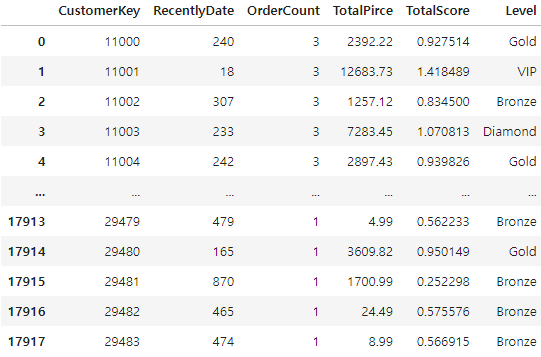 CustomerKey RecentlyDate OrderCount TotalPirce TotalScore Level
0 11000 240 3 2392.22 0.927514 Gold
1 11001 18 3 12683.73 1.418489 VIP
2 11002 307 3 1257.12 0.834500 Bronze
3 11003 233 3 7283.45 1.070813 Diamond
4 11004 242 3 2897.43 0.939826 Gold
... ... ... ... ... ... ...
17913 29479 479 1 4.99 0.562233 Bronze
17914 29480 165 1 3609.82 0.950149 Gold
17915 29481 870 1 1700.99 0.252298 Bronze
17916 29482 465 1 24.49 0.575576 Bronze
17917 29483 474 1 8.99 0.566915 Bronze